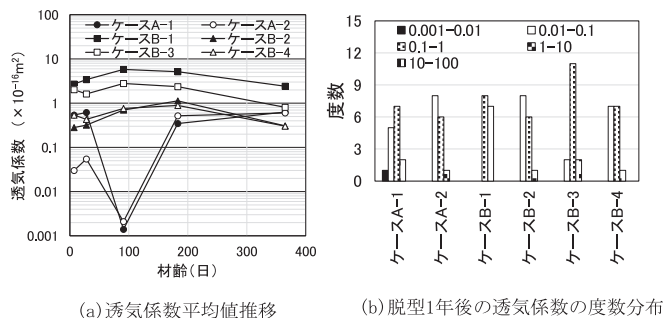 ケースA-1 ケースA-2
ケースB-1 ケースB-2
ケースB-3 ケースB-4
透気係数 (×10⁻¹⁶m²)
100
10
1
0.1
0.01
0.001
0 100 200 300 400
材齢(日)
(a)透気係数平均値推移
0.001-0.01 0.01-0.1
0.1-1 1-10
10-100
度数
15
12
9
6
3
0
ケースA-1
ケースA-2
ケースB-1
ケースB-2
ケースB-3
ケースB-4
(b)脱型1年後の透気係数の度数分布